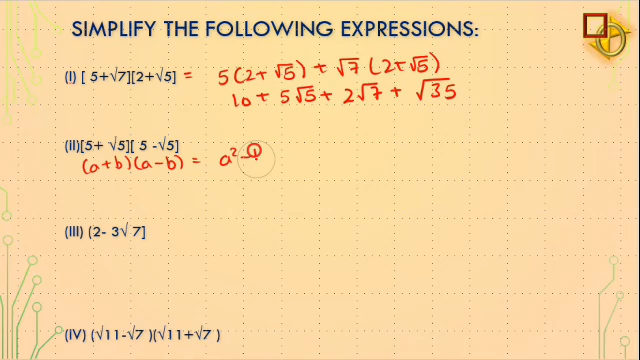 SIMPLIFY THE FOLLOWING EXPRESSIONS:
(I) [ 5+√7][2+√5] = 5(2+√5) + √7(2+√5)
10 + 5√5 + 2√7 + √35
(ii)[5+ √5][ 5 -√5]
(a+b)(a-b) = a² -
(III) (2- 3√ 7]
(IV) (√11-√7 )(√11+√7 )